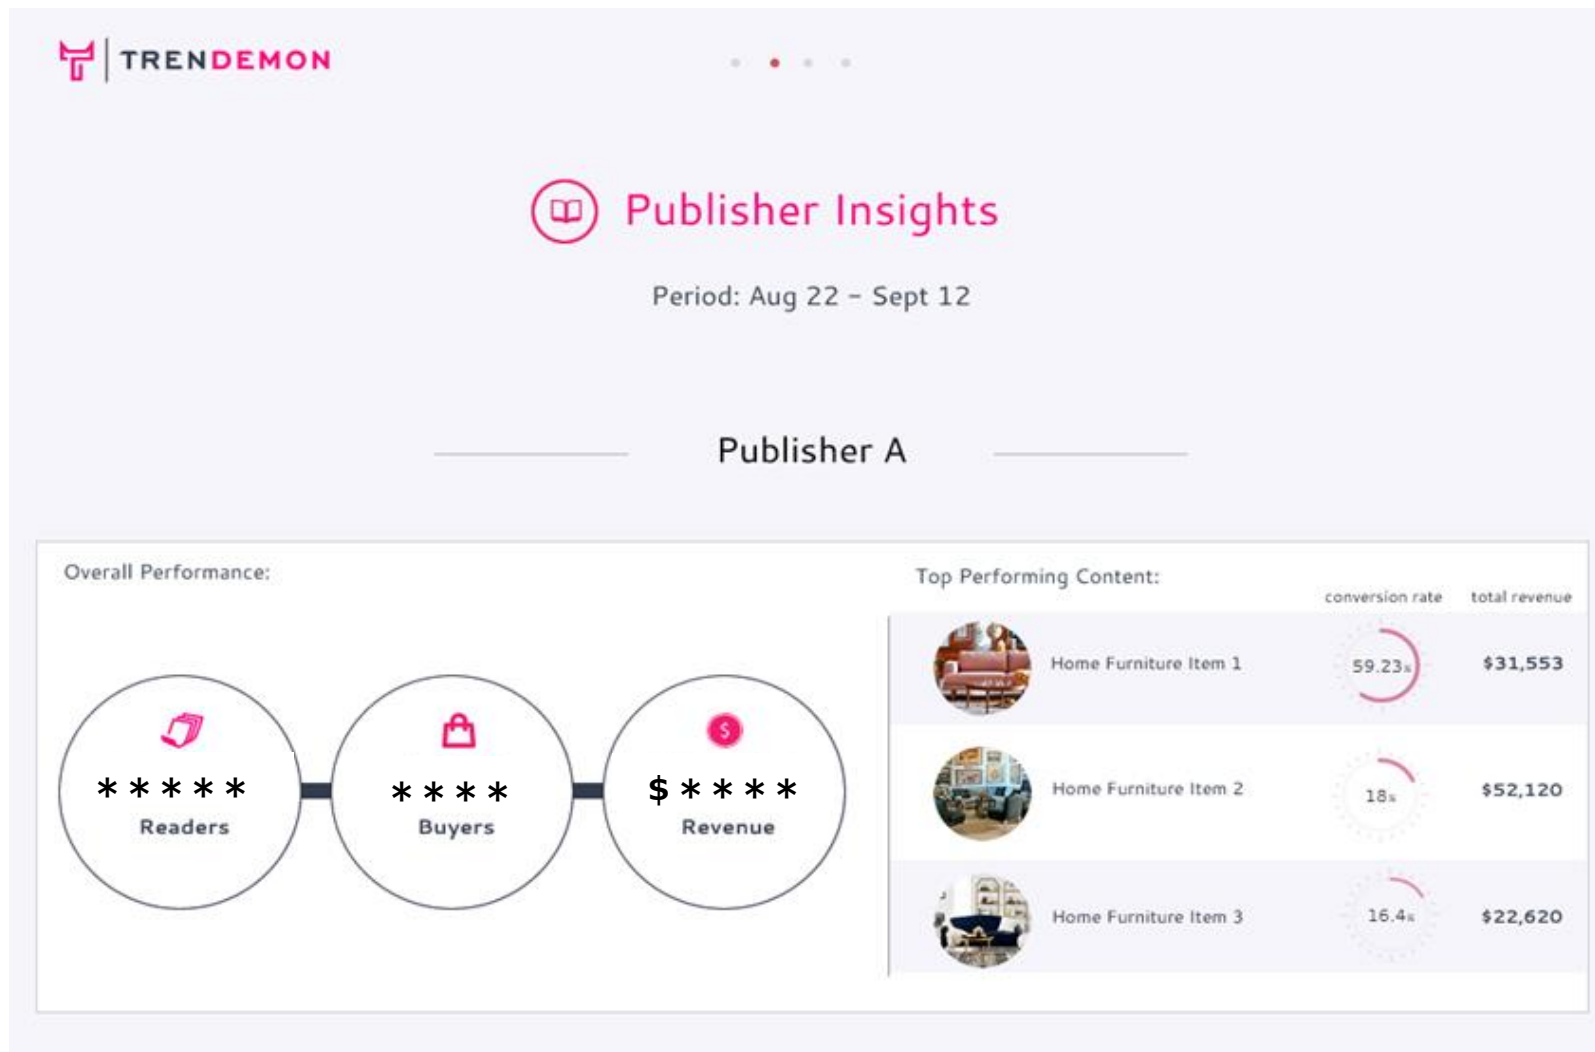 TRENDEMON
Publisher Insights
Period: Aug 22 - Sept 12
Publisher A
Overall Performance:
*****
Readers
****
Buyers
$****
Revenue
Top Performing Content:
conversion rate total revenue
Home Furniture Item 1 59.23% $31,553
Home Furniture Item 2 18% $52,120
Home Furniture Item 3 16.4% $22,620